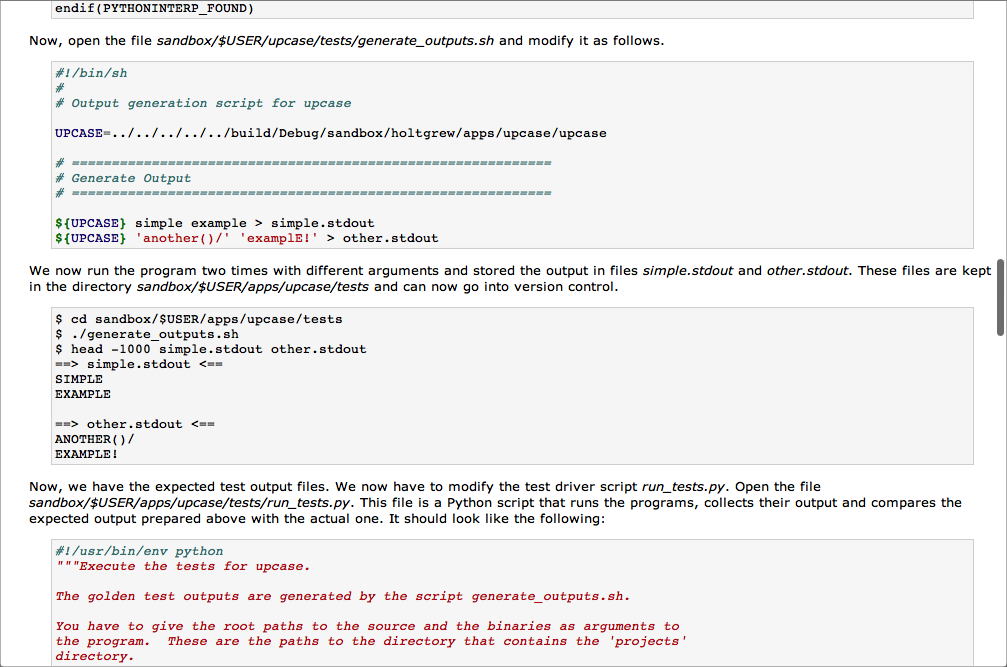 endif(PYTHONINTERP_FOUND)
Now, open the file sandbox/$USER/upcase/tests/generate_outputs.sh and modify it as follows.
#!/bin/sh
#
# Output generation script for upcase
UPCASE=../../../../../build/Debug/sandbox/holtgrew/apps/upcase/upcase
# ============================================================
# Generate Output
# ============================================================
${UPCASE} simple example > simple.stdout
${UPCASE} 'another()/' 'examplE!' > other.stdout
We now run the program two times with different arguments and stored the output in files simple.stdout and other.stdout. These files are kept
in the directory sandbox/$USER/apps/upcase/tests and can now go into version control.
$ cd sandbox/$USER/apps/upcase/tests
$ ./generate_outputs.sh
$ head -1000 simple.stdout other.stdout
==> simple.stdout <==
SIMPLE
EXAMPLE
==> other.stdout <==
ANOTHER()/
EXAMPLE!
Now, we have the expected test output files. We now have to modify the test driver script run_tests.py. Open the file
sandbox/$USER/apps/upcase/tests/run_tests.py. This file is a Python script that runs the programs, collects their output and compares the
expected output prepared above with the actual one. It should look like the following:
#!/usr/bin/env python
"""Execute the tests for upcase.
The golden test outputs are generated by the script generate_outputs.sh.
You have to give the root paths to the source and the binaries as arguments to
the program.  These are the paths to the directory that contains the 'projects'
directory.